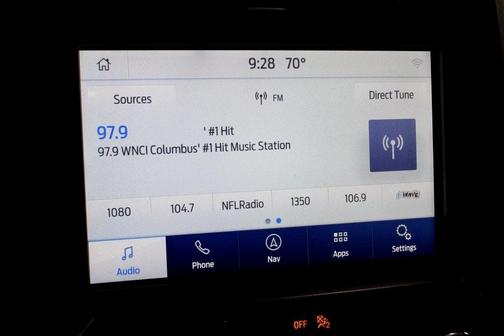 9:28 70°
Sources
FM
Direct Tune
97.9 ' #1 Hit
97.9 WNCI Columbus' #1 Hit Music Station
1080 104.7 NFLRadio 1350 106.9
Audio Phone Nav Apps Settings
OFF 2